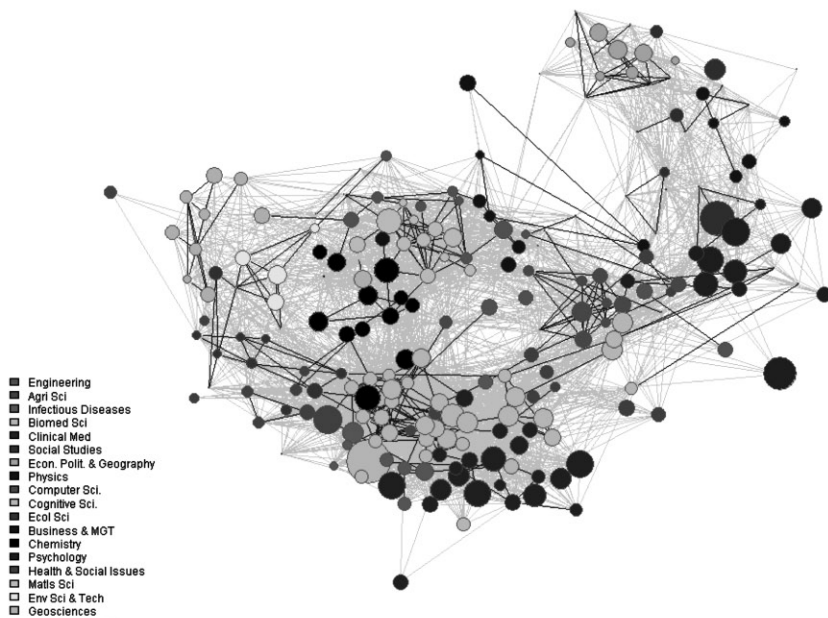 Engineering
Agri Sci
Infectious Diseases
Biomed Sci
Clinical Med
Social Studies
Econ. Polit. & Geography
Physics
Computer Sci.
Cognitive Sci.
Ecol Sci
Business & MGT
Chemistry
Psychology
Health & Social Issues
Matls Sci
Env Sci & Tech
Geosciences